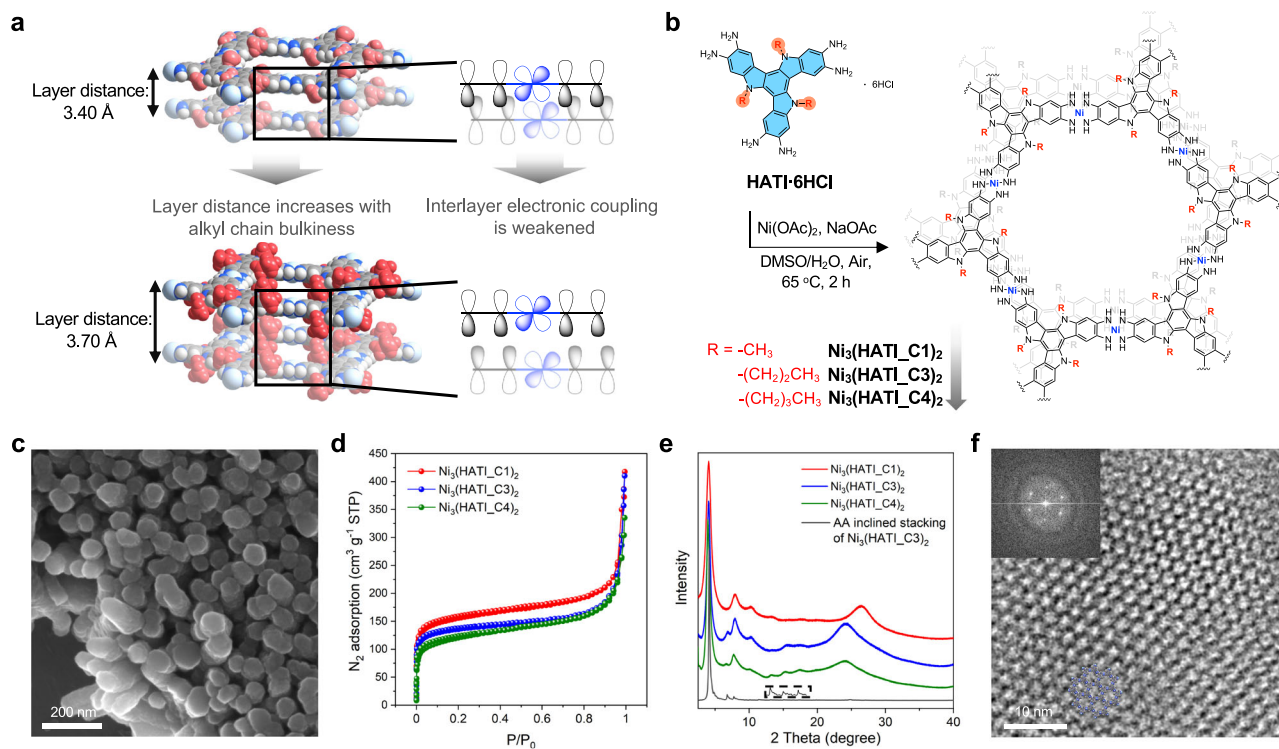 a
Layer distance:
3.40 Å
Layer distance increases with
alkyl chain bulkiness
Interlayer electronic coupling
is weakened
Layer distance:
3.70 Å
b
H₂N
NH₂
R
H₂N
N
NH₂
R
N
N
R
· 6HCl
H₂N
NH₂
HATI·6HCl
Ni(OAc)₂, NaOAc
DMSO/H₂O, Air,
65 °C, 2 h
R = -CH₃ Ni₃(HATI_C1)₂
-(CH₂)₂CH₃ Ni₃(HATI_C3)₂
-(CH₂)₃CH₃ Ni₃(HATI_C4)₂
c
200 nm
d
N₂ adsorption (cm³ g⁻¹ STP)
450
400
350
300
250
200
150
100
50
0
Ni₃(HATI_C1)₂
Ni₃(HATI_C3)₂
Ni₃(HATI_C4)₂
0 0.2 0.4 0.6 0.8 1
P/P₀
e
Intensity
Ni₃(HATI_C1)₂
Ni₃(HATI_C3)₂
Ni₃(HATI_C4)₂
AA inclined stacking
of Ni₃(HATI_C3)₂
10 20 30 40
2 Theta (degree)
f
10 nm